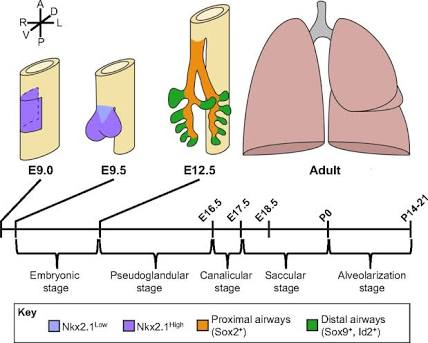 A
D
R
L
V
P
E9.0
E9.5
E12.5
Adult
E16.5
E17.5
E18.5
P0
P14-21
Embryonic
stage
Pseudoglandular
stage
Canalicular
stage
Saccular
stage
Alveolarization
stage
Key
Nkx2.1Low
Nkx2.1High
Proximal airways
(Sox2+)
Distal airways
(Sox9+, Id2+)